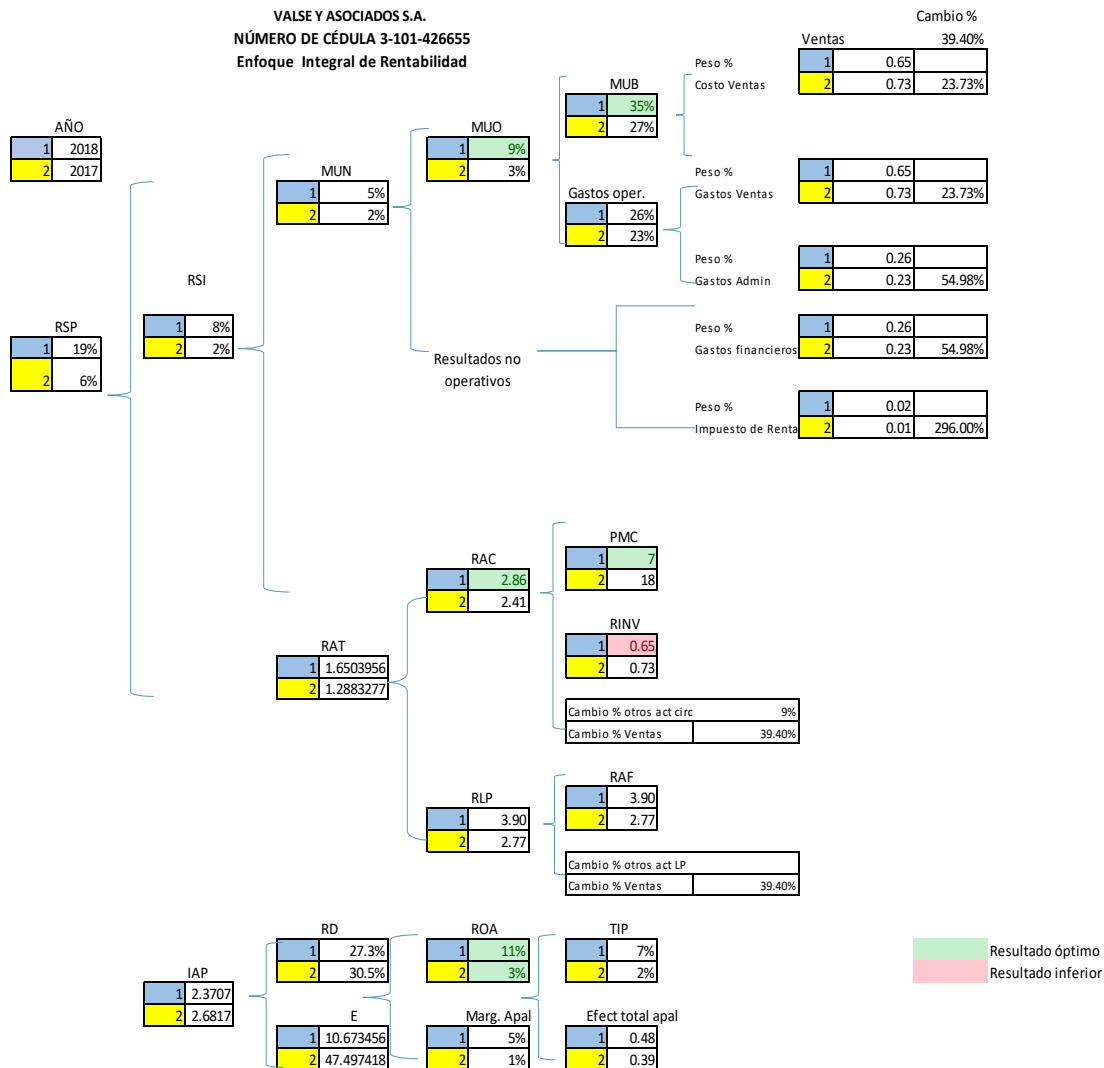 VALSE Y ASOCIADOS S.A.
NÚMERO DE CÉDULA 3-101-426655
Enfoque Integral de Rentabilidad
Cambio %
Ventas 39.40%
Peso % 1 0.65
Costo Ventas 2 0.73 23.73%
MUB
1 35%
2 27%
AÑO
1 2018
2 2017
MUO
1 9%
2 3%
MUN
1 5%
2 2%
Peso % 1 0.65
Gastos Ventas 2 0.73 23.73%
Gastos oper.
1 26%
2 23%
Peso % 1 0.26
Gastos Admin 2 0.23 54.98%
RSI
1 8%
2 2%
RSP
1 19%
2 6%
Resultados no
operativos
Peso % 1 0.26
Gastos financieros 2 0.23 54.98%
Peso % 1 0.02
Impuesto de Renta 2 0.01 296.00%
PMC
1 7
2 18
RAC
1 2.86
2 2.41
RINV
1 0.65
2 0.73
RAT
1 1.6503956
2 1.2883277
Cambio % otros act circ 9%
Cambio % Ventas 39.40%
RAF
1 3.90
2 2.77
RLP
1 3.90
2 2.77
Cambio % otros act LP
Cambio % Ventas 39.40%
RD
1 27.3%
2 30.5%
ROA
1 11%
2 3%
TIP
1 7%
2 2%
Resultado óptimo
Resultado inferior
IAP
1 2.3707
2 2.6817
E
1 10.673456
2 47.497418
Marg. Apal
1 5%
2 1%
Efect total apal
1 0.48
2 0.39